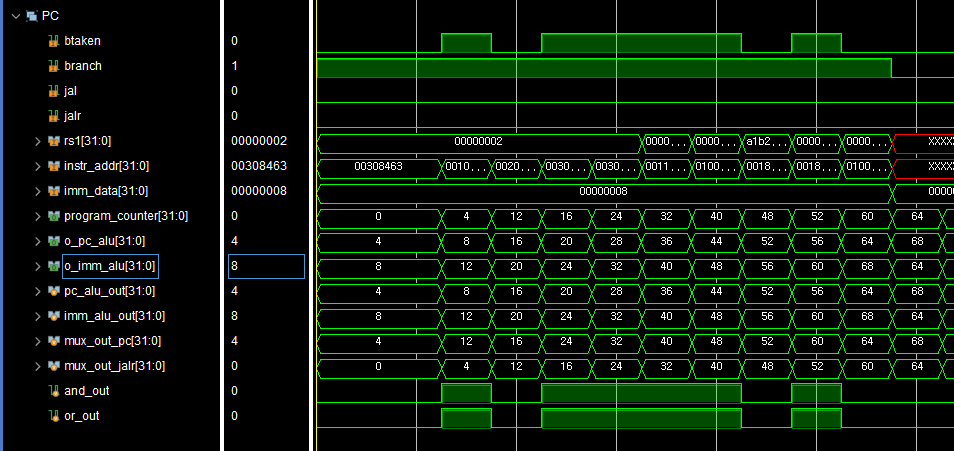 PC
btaken 0
branch 1
jal 0
jalr 0
rs1[31:0] 00000002 00000002 0000... 0000... a1b2... 0000... 0000... XXXX
instr_addr[31:0] 00308463 00308463 0010... 0020... 0030... 0030... 0011... 0100... 0018... 0018... 0100... XXXX
imm_data[31:0] 00000008 00000008 0000
program_counter[31:0] 0 0 4 12 16 24 32 40 48 52 60 64
o_pc_alu[31:0] 4 4 8 16 20 28 36 44 52 56 64 68
o_imm_alu[31:0] 8 8 12 20 24 32 40 48 56 60 68 72
pc_alu_out[31:0] 4 4 8 16 20 28 36 44 52 56 64 68
imm_alu_out[31:0] 8 8 12 20 24 32 40 48 56 60 68 72
mux_out_pc[31:0] 4 4 12 16 24 32 40 48 52 60 64 68
mux_out_jalr[31:0] 0 0 4 12 16 24 32 40 48 52 60 64
and_out 0
or_out 0